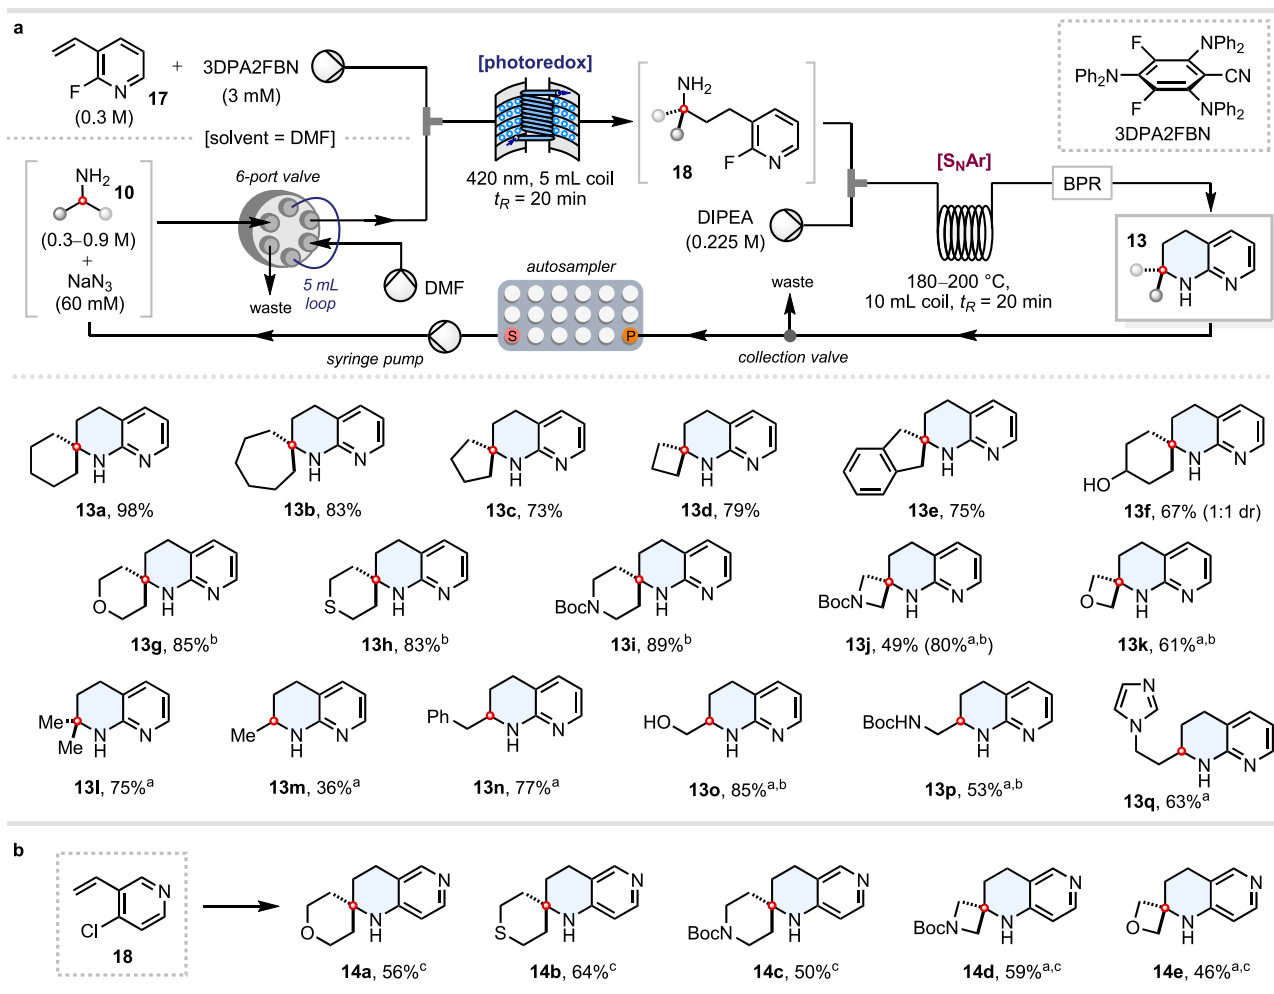 a
F
N
17
(0.3 M)
+
3DPA2FBN
(3 mM)
[solvent = DMF]
[photoredox]
420 nm, 5 mL coil
tR = 20 min
NH2
F
N
18
DIPEA
(0.225 M)
[SNAr]
180–200 °C,
10 mL coil, tR = 20 min
BPR
F
NPh2
Ph2N
CN
F
NPh2
NPh2
3DPA2FBN
NH2
10
(0.3–0.9 M)
+
NaN3
(60 mM)
6-port valve
5 mL
loop
waste
DMF
autosampler
S
P
syringe pump
waste
collection valve
13
N
H
N
N
H
N
13a, 98%
N
H
N
13b, 83%
N
H
N
13c, 73%
N
H
N
13d, 79%
N
H
N
13e, 75%
HO
N
H
N
13f, 67% (1:1 dr)
O
N
H
N
13g, 85%b
S
N
H
N
13h, 83%b
BocN
N
H
N
13i, 89%b
BocN
N
H
N
13j, 49% (80%a,b)
O
N
H
N
13k, 61%a,b
Me
Me
N
H
N
13l, 75%a
Me
N
H
N
13m, 36%a
Ph
N
H
N
13n, 77%a
HO
N
H
N
13o, 85%a,b
BocHN
N
H
N
13p, 53%a,b
N
N
N
H
N
13q, 63%a
b
N
Cl
18
O
N
H
N
14a, 56%c
S
N
H
N
14b, 64%c
BocN
N
H
N
14c, 50%c
BocN
N
H
N
14d, 59%a,c
O
N
H
N
14e, 46%a,c